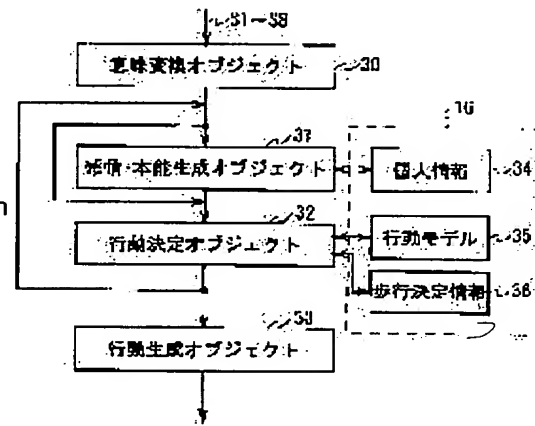 S1〜S8
意味変換オブジェクト 30
16
31
感情・本能生成オブジェクト
個人情報 34
32
行動決定オブジェクト
行動モデル 35
歩行決定情報 36
33
行動生成オブジェクト